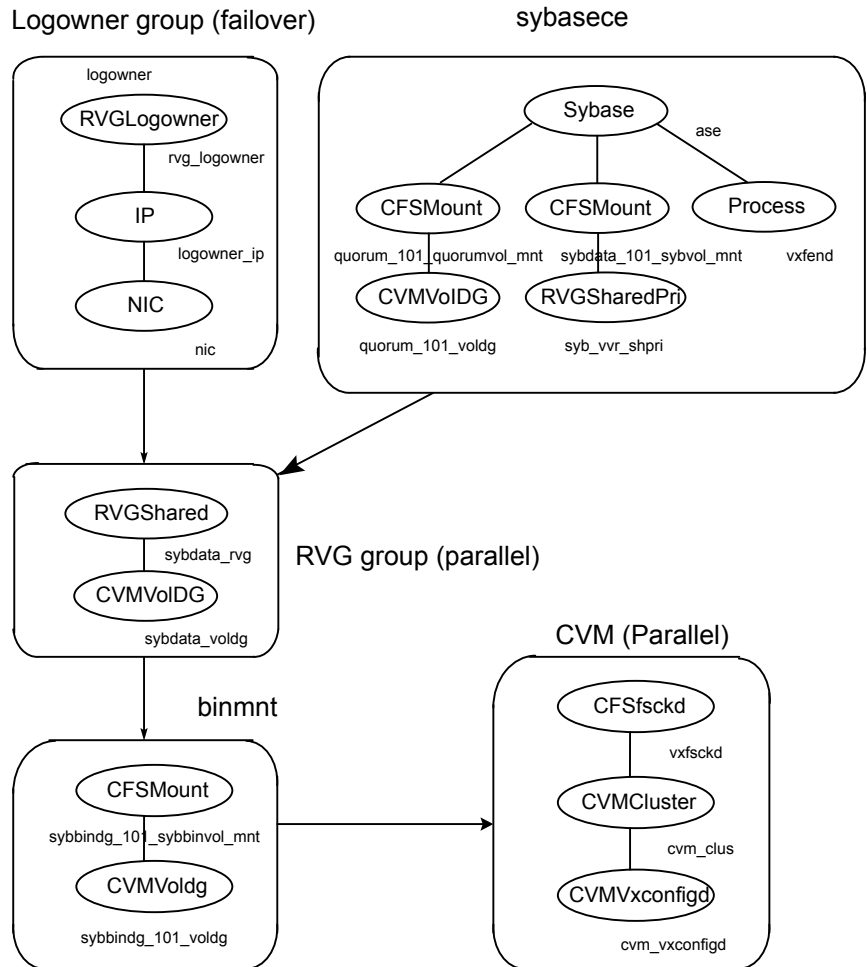 Logowner group (failover)
sybasece
logowner
RVGLogowner
rvg_logowner
IP
logowner_ip
NIC
nic
Sybase
ase
CFSMount
CFSMount
Process
quorum_101_quorumvol_mnt
sybdata_101_sybvol_mnt
vxfend
CVMVolDG
RVGSharedPri
quorum_101_voldg
syb_vvr_shpri
RVGShared
sybdata_rvg
CVMVolDG
sybdata_voldg
RVG group (parallel)
binmnt
CFSMount
sybbindg_101_sybbinvol_mnt
CVMVoldg
sybbindg_101_voldg
CVM (Parallel)
CFSfsckd
vxfsckd
CVMCluster
cvm_clus
CVMVxconfigd
cvm_vxconfigd